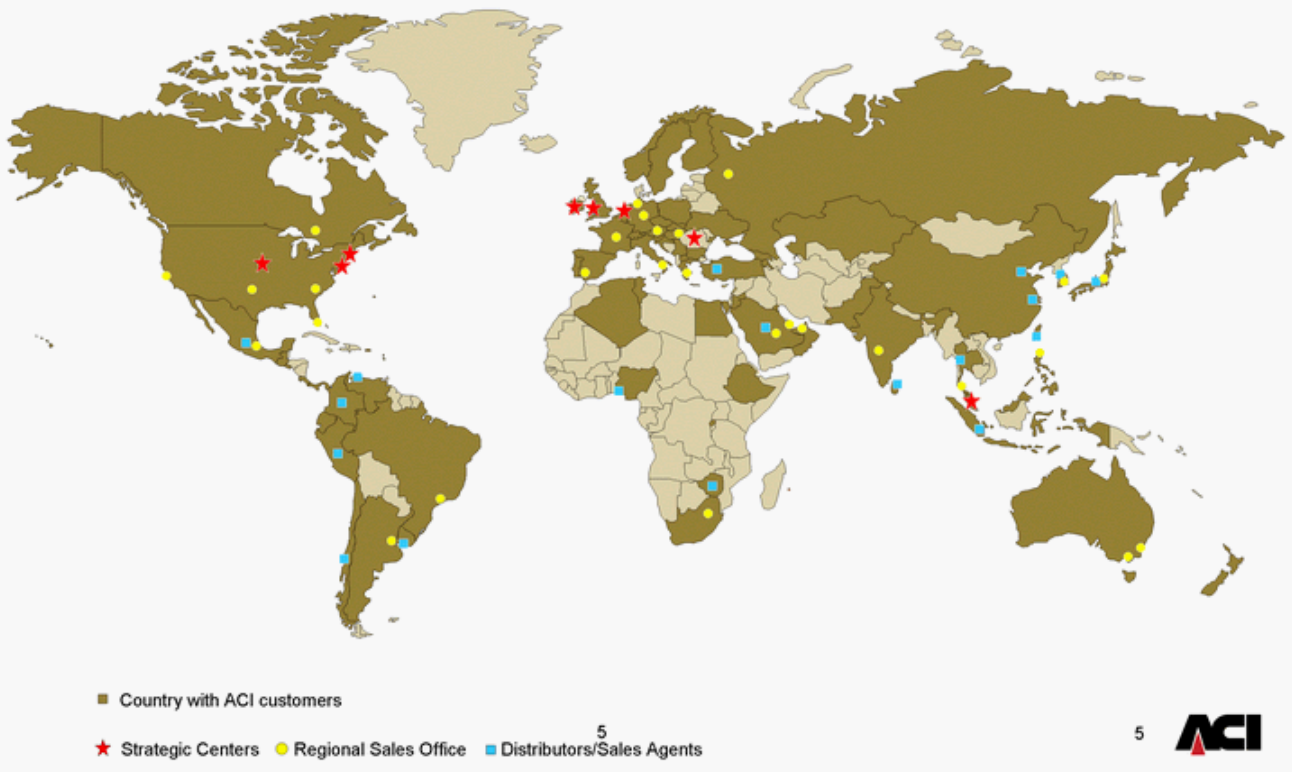 Country with ACI customers
5
5
Strategic Centers
Regional Sales Office
Distributors/Sales Agents
ACI